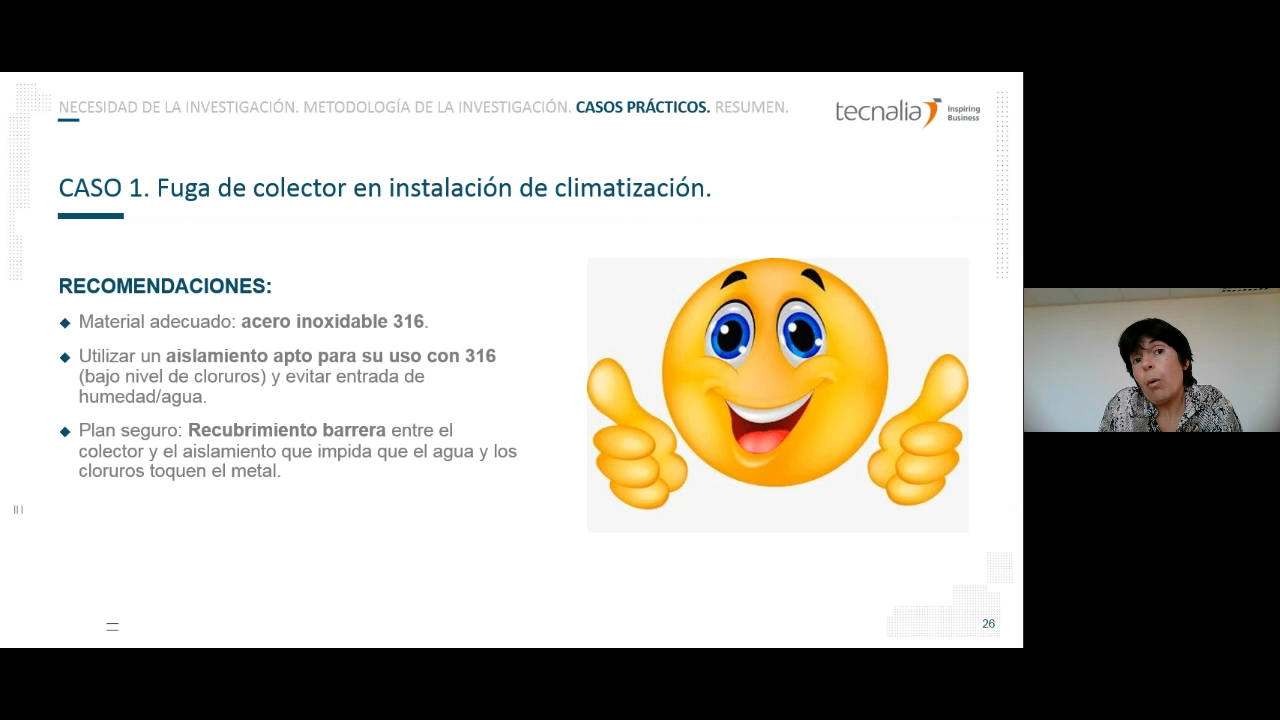 NECESIDAD DE LA INVESTIGACIÓN. METODOLOGÍA DE LA INVESTIGACIÓN. CASOS PRÁCTICOS. RESUMEN.
tecnalia Inspiring
Business
CASO 1. Fuga de colector en instalación de climatización.
RECOMENDACIONES:
Material adecuado: acero inoxidable 316.
Utilizar un aislamiento apto para su uso con 316
(bajo nivel de cloruros) y evitar entrada de
humedad/agua.
Plan seguro: Recubrimiento barrera entre el
colector y el aislamiento que impida que el agua y los
cloruros toquen el metal.
26